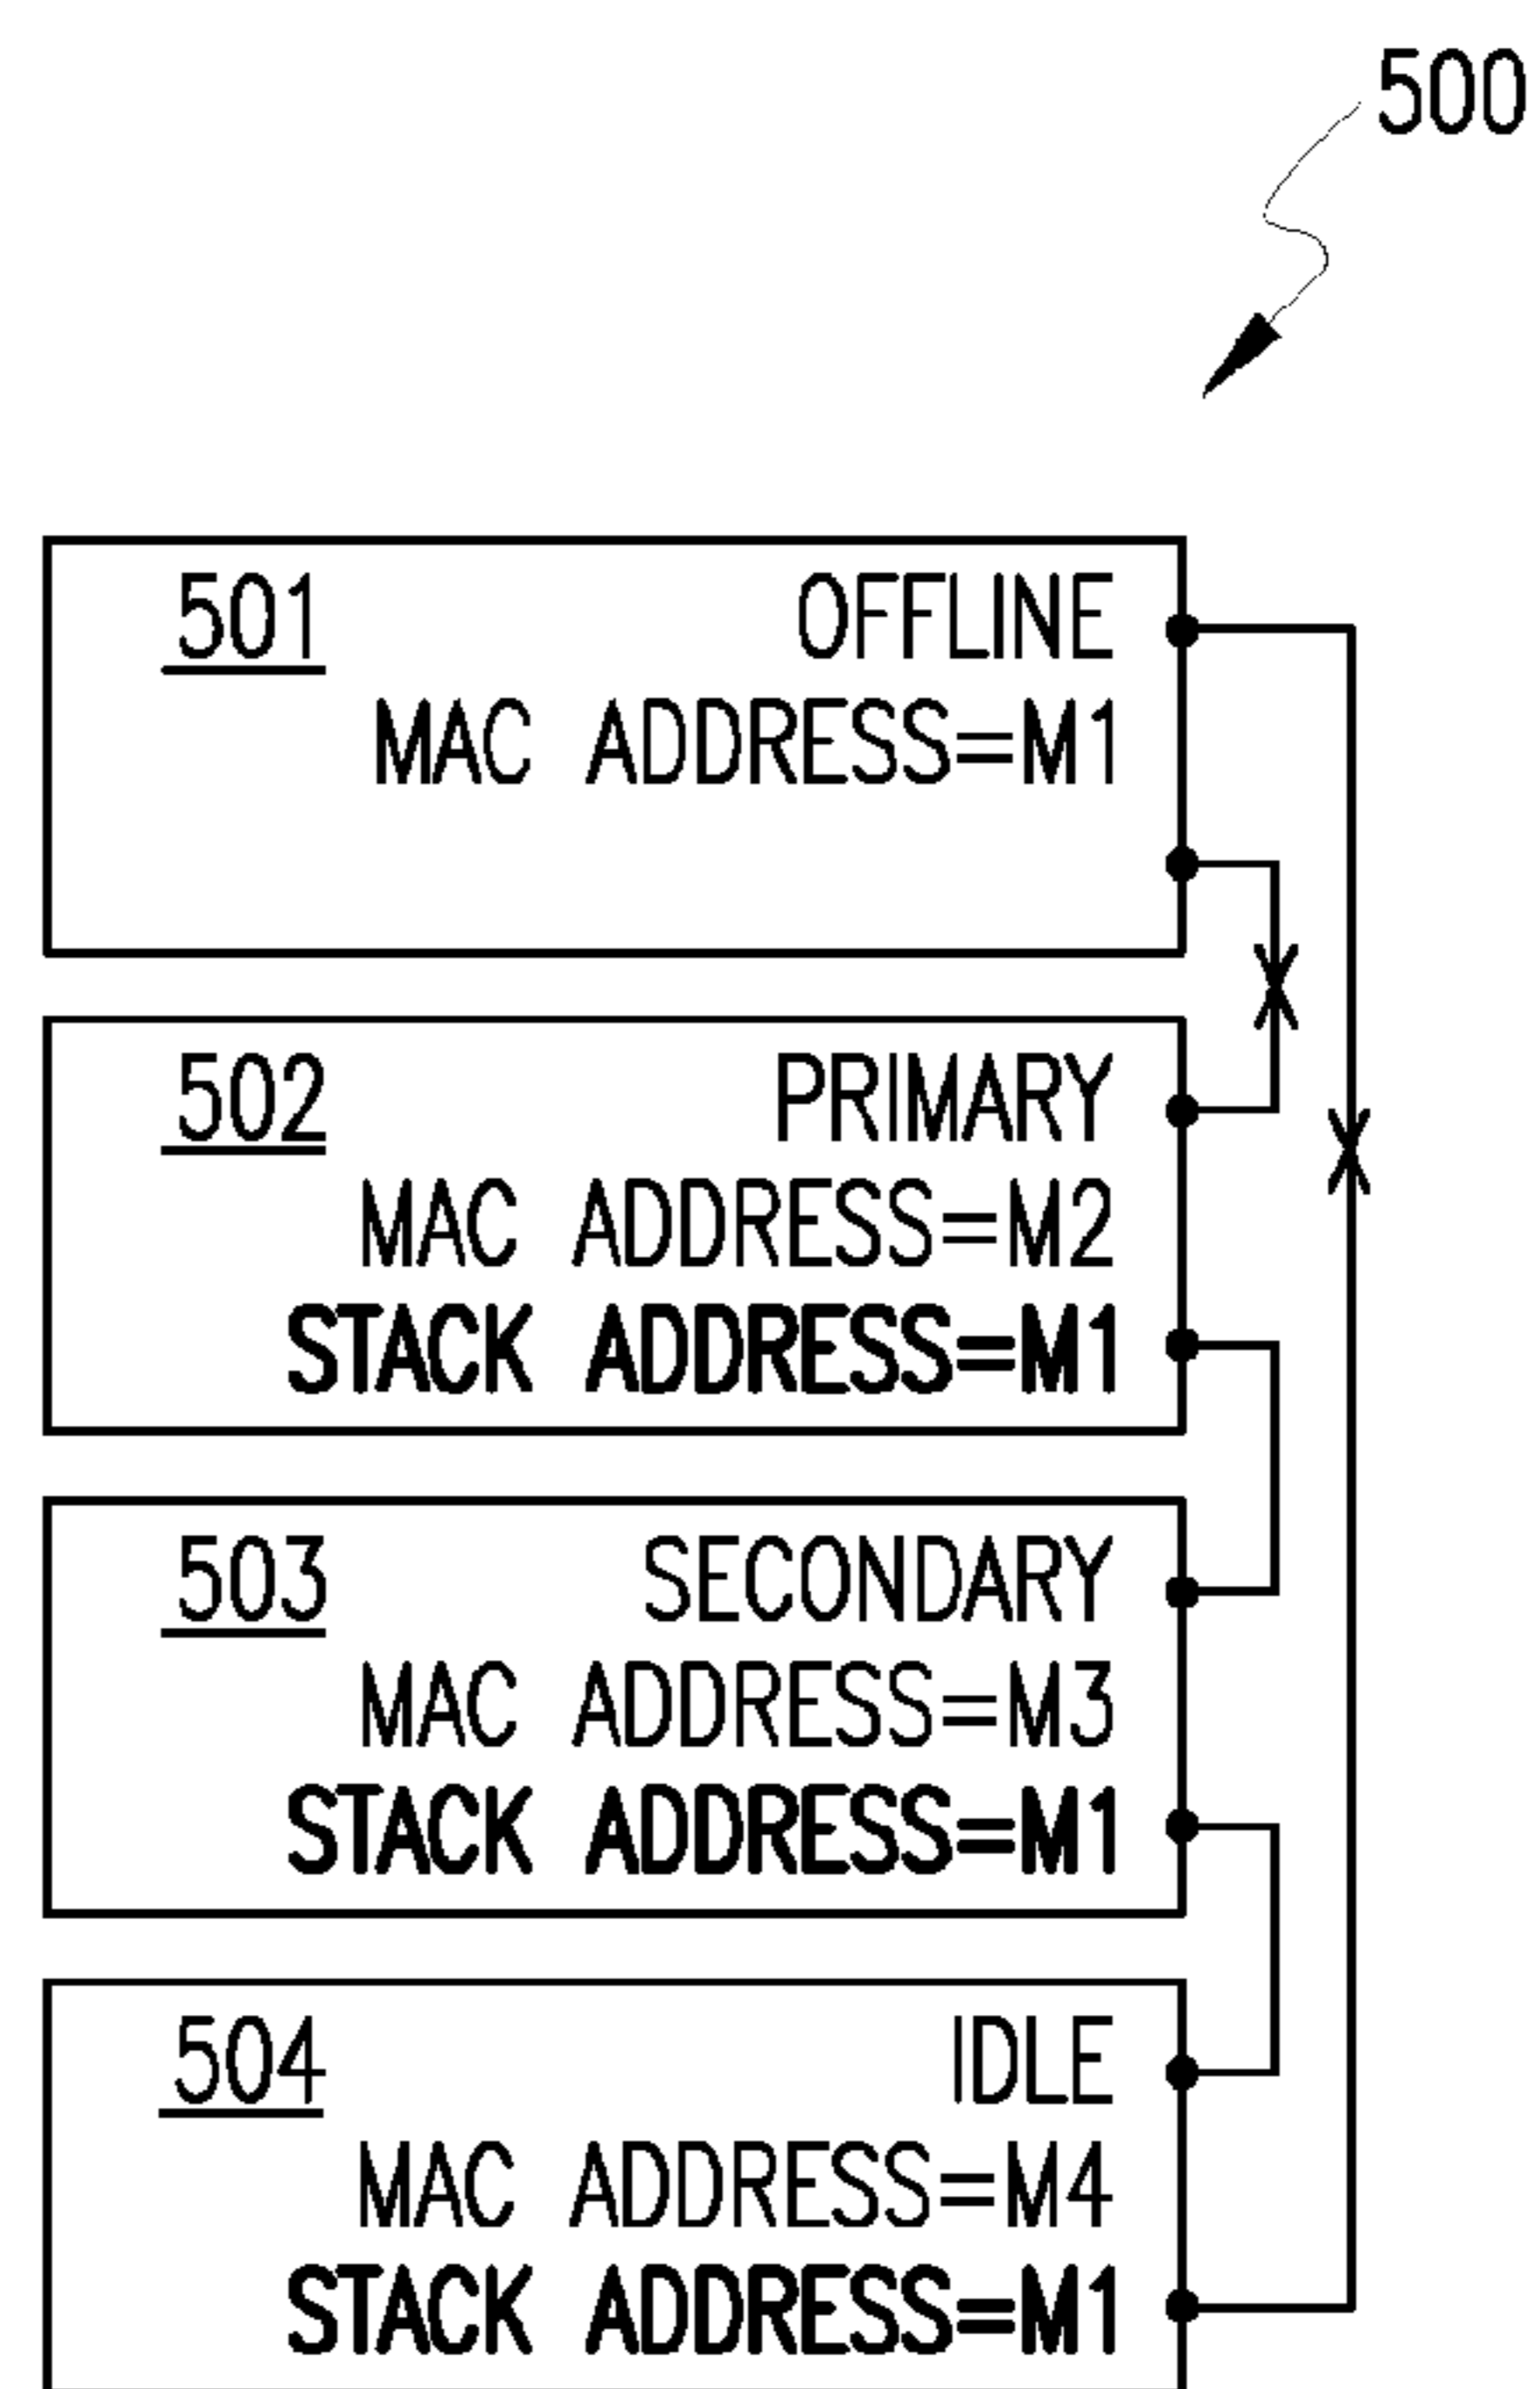 500
501 OFFLINE
MAC ADDRESS=M1
502 PRIMARY
MAC ADDRESS=M2
STACK ADDRESS=M1
503 SECONDARY
MAC ADDRESS=M3
STACK ADDRESS=M1
504 IDLE
MAC ADDRESS=M4
STACK ADDRESS=M1